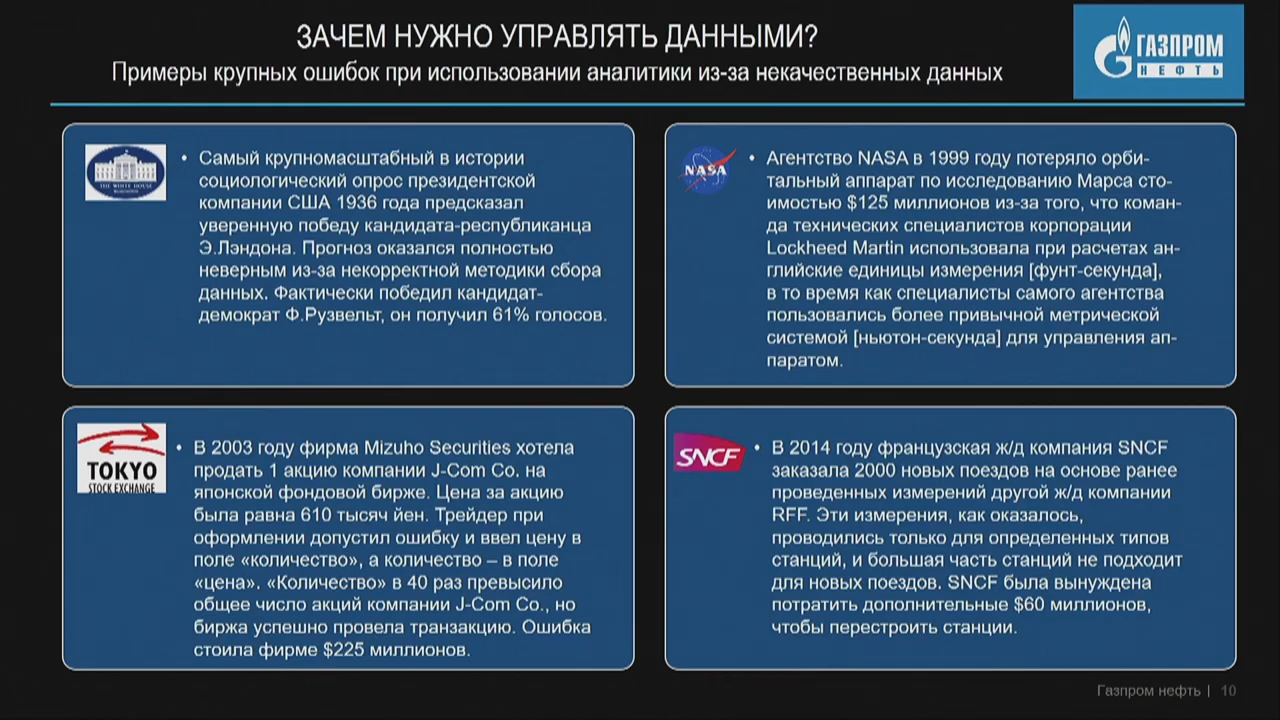 ЗАЧЕМ НУЖНО УПРАВЛЯТЬ ДАННЫМИ?
Примеры крупных ошибок при использовании аналитики из-за некачественных данных
ГАЗПРОМ
НЕФТЬ
THE WHITE HOUSE
WASHINGTON
• Самый крупномасштабный в истории
социологический опрос президентской
компании США 1936 года предсказал
уверенную победу кандидата-республиканца
Э.Лэндона. Прогноз оказался полностью
неверным из-за некорректной методики сбора
данных. Фактически победил кандидат-
демократ Ф.Рузвельт, он получил 61% голосов.
NASA
• Агентство NASA в 1999 году потеряло орби-
тальный аппарат по исследованию Марса сто-
имостью $125 миллионов из-за того, что коман-
да технических специалистов корпорации
Lockheed Martin использовала при расчетах ан-
глийские единицы измерения [фунт-секунда],
в то время как специалисты самого агентства
пользовались более привычной метрической
системой [ньютон-секунда] для управления ап-
паратом.
TOKYO
STOCK EXCHANGE
• В 2003 году фирма Mizuho Securities хотела
продать 1 акцию компании J-Com Co. на
японской фондовой бирже. Цена за акцию
была равна 610 тысяч йен. Трейдер при
оформлении допустил ошибку и ввел цену в
поле «количество», а количество – в поле
«цена». «Количество» в 40 раз превысило
общее число акций компании J-Com Co., но
биржа успешно провела транзакцию. Ошибка
стоила фирме $225 миллионов.
SNCF
• В 2014 году французская ж/д компания SNCF
заказала 2000 новых поездов на основе ранее
проведенных измерений другой ж/д компании
RFF. Эти измерения, как оказалось,
проводились только для определенных типов
станций, и большая часть станций не подходит
для новых поездов. SNCF была вынуждена
потратить дополнительные $60 миллионов,
чтобы перестроить станции.
Газпром нефть | 10